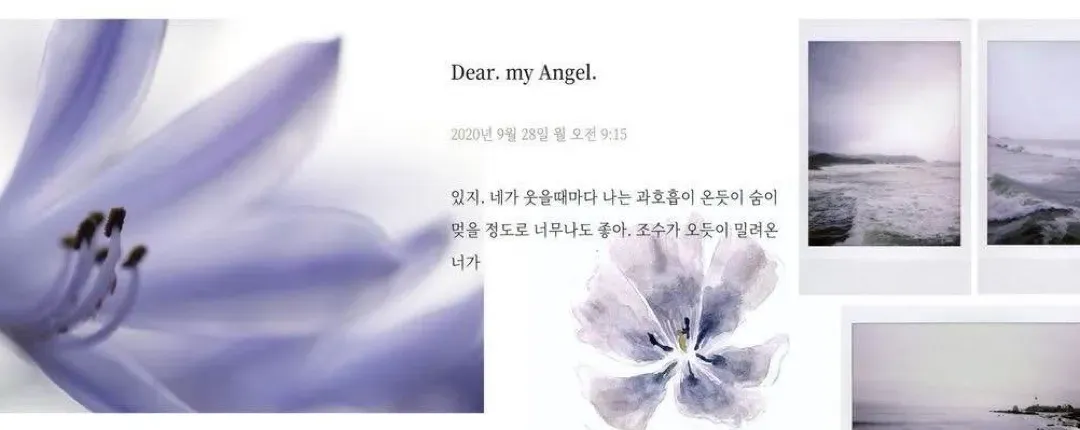 Dear. my Angel.
2020년 9월 28일 월 오전 9:15
있지. 네가 웃을때마다 나는 과호흡이 온듯이 숨이
멎을 정도로 너무나도 좋아. 조수가 오듯이 밀려온
너가